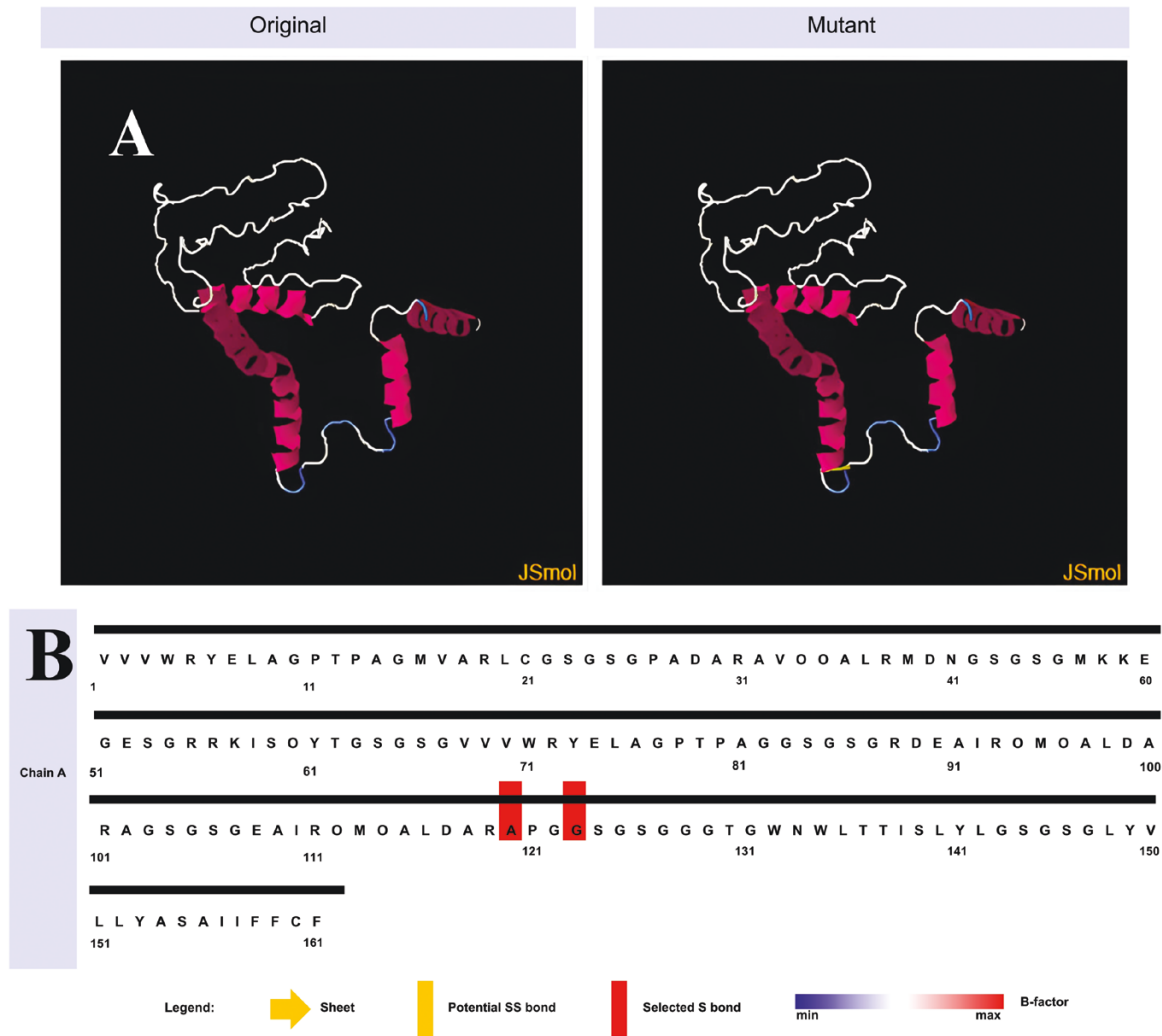 Original
Mutant
A
JSmol
JSmol
B
Chain A
V V V W R Y E L A G P T P A G M V A R L C G S G S G P A D A R A V O O A L R M D N G S G S G M K K E
1 11 21 31 41 60
G E S G R R K I S O Y T G S G S G V V V W R Y E L A G P T P A G G S G S G R D E A I R O M O A L D A
51 61 71 81 91 100
R A G S G S G E A I R O M O A L D A R A P G G S G S G G G T G W N W L T T I S L Y L G S G S G L Y V
101 111 121 131 141 150
L L Y A S A I I F F C F
151 161
Legend: Sheet Potential SS bond Selected S bond min max B-factor